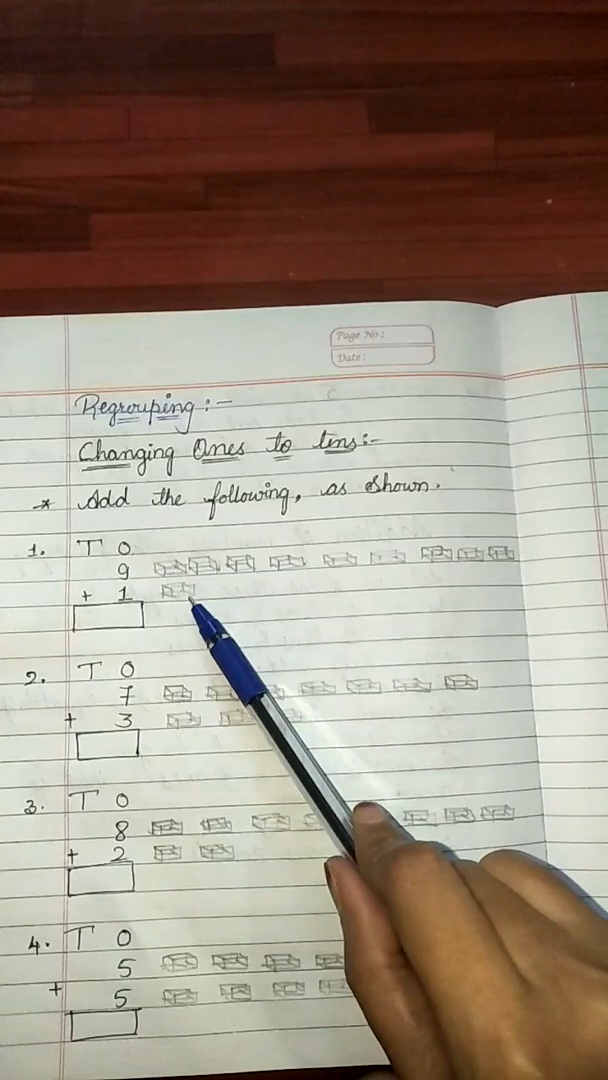 Page No :
Date :
Regrouping :-
Changing Ones to tens :-
* Add the following, as shown.
1. T O
9
+ 1
2. T O
7
+ 3
3. T O
8
+ 2
4. T O
5
+ 5